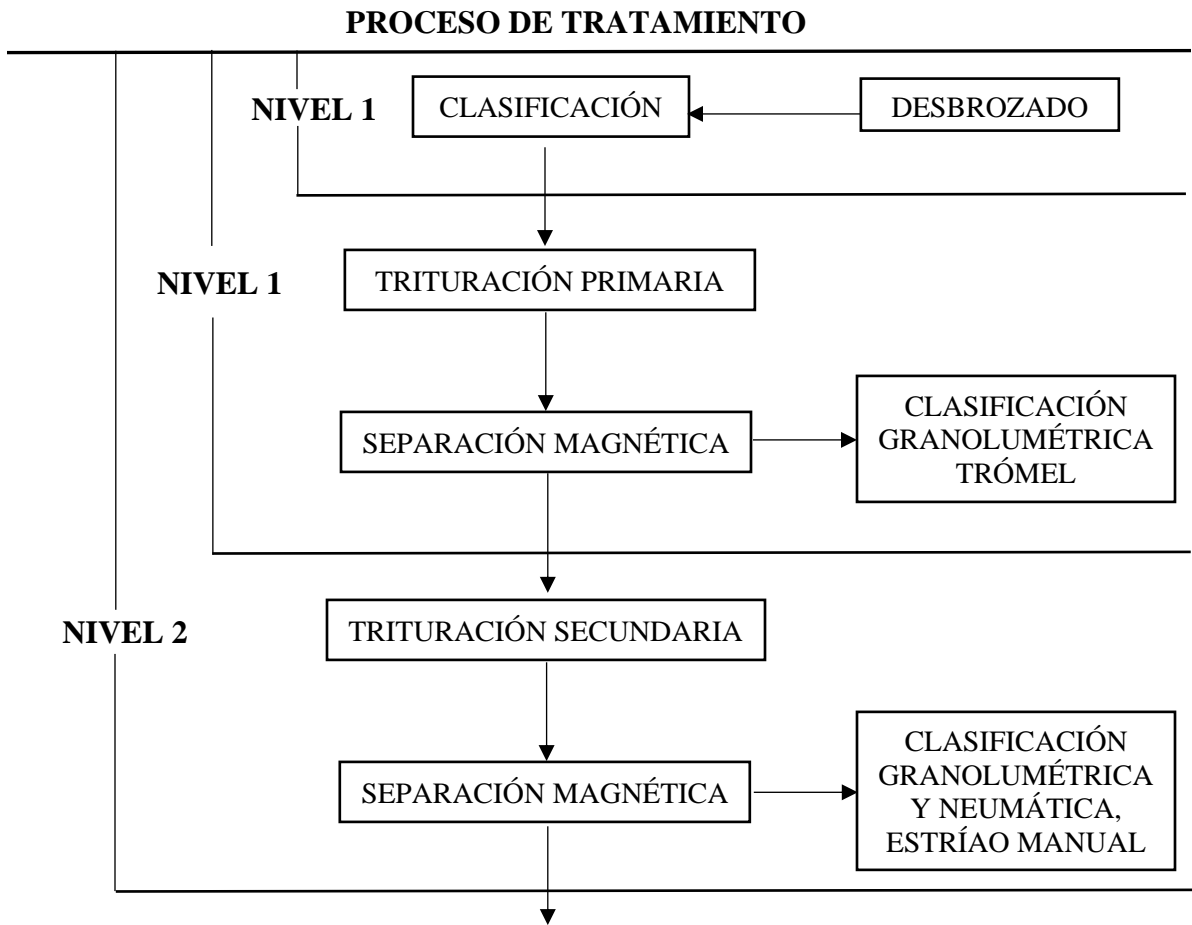 PROCESO DE TRATAMIENTO
NIVEL 1
CLASIFICACIÓN
DESBROZADO
NIVEL 1
TRITURACIÓN PRIMARIA
SEPARACIÓN MAGNÉTICA
CLASIFICACIÓN
GRANOLUMÉTRICA
TRÓMEL
NIVEL 2
TRITURACIÓN SECUNDARIA
SEPARACIÓN MAGNÉTICA
CLASIFICACIÓN
GRANOLUMÉTRICA
Y NEUMÁTICA,
ESTRÍAO MANUAL